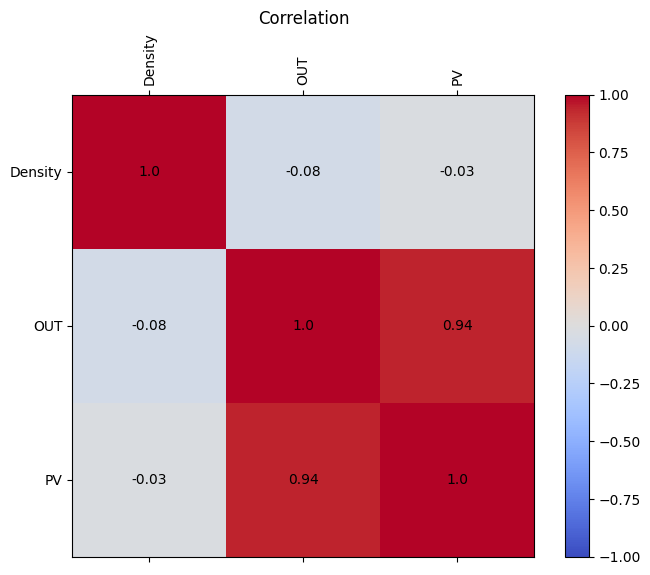 Correlation
Density OUT PV
Density 1.0 -0.08 -0.03
OUT -0.08 1.0 0.94
PV -0.03 0.94 1.0
1.00
0.75
0.50
0.25
0.00
−0.25
−0.50
−0.75
−1.00